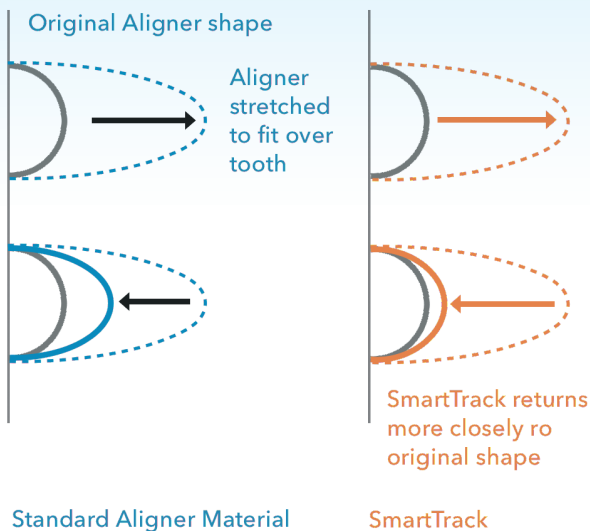 Original Aligner shape
Aligner
stretched
to fit over
tooth
SmartTrack returns
more closely ro
original shape
Standard Aligner Material
SmartTrack